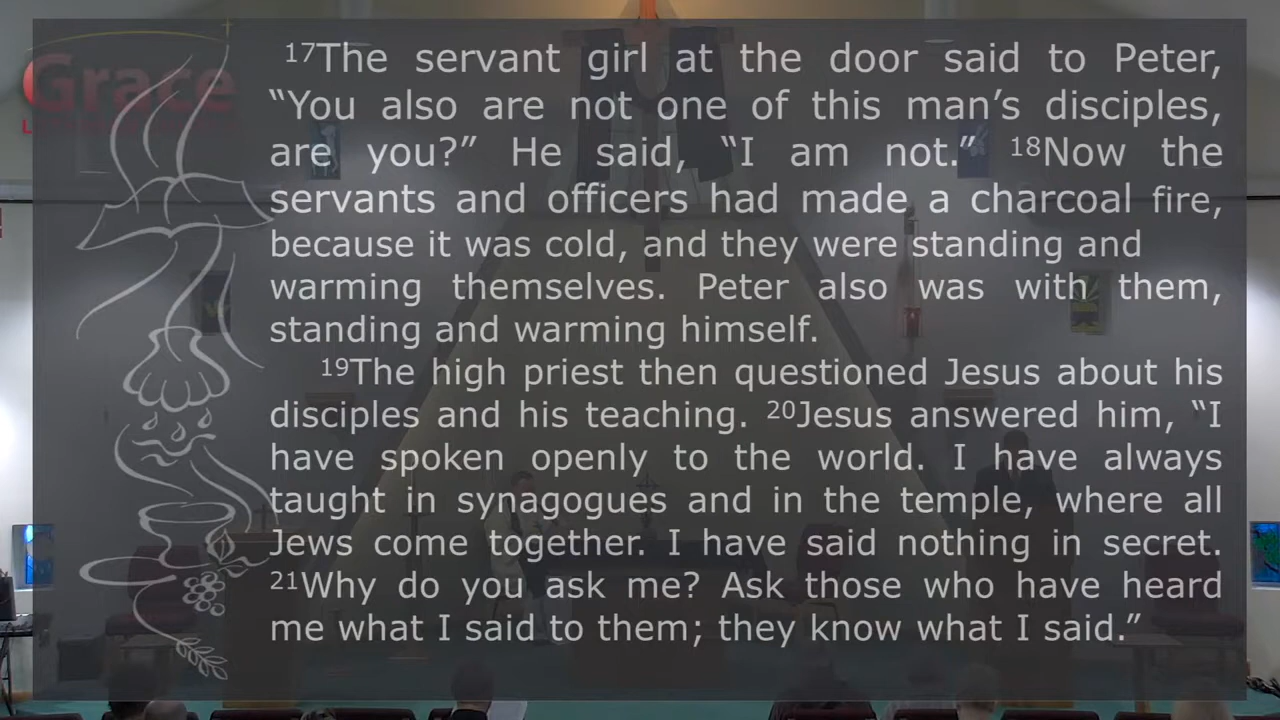 Grace
17The servant girl at the door said to Peter,
“You also are not one of this man’s disciples,
are you?” He said, “I am not.” 18Now the
servants and officers had made a charcoal fire,
because it was cold, and they were standing and
warming themselves. Peter also was with them,
standing and warming himself.
19The high priest then questioned Jesus about his
disciples and his teaching. 20Jesus answered him, “I
have spoken openly to the world. I have always
taught in synagogues and in the temple, where all
Jews come together. I have said nothing in secret.
21Why do you ask me? Ask those who have heard
me what I said to them; they know what I said.”